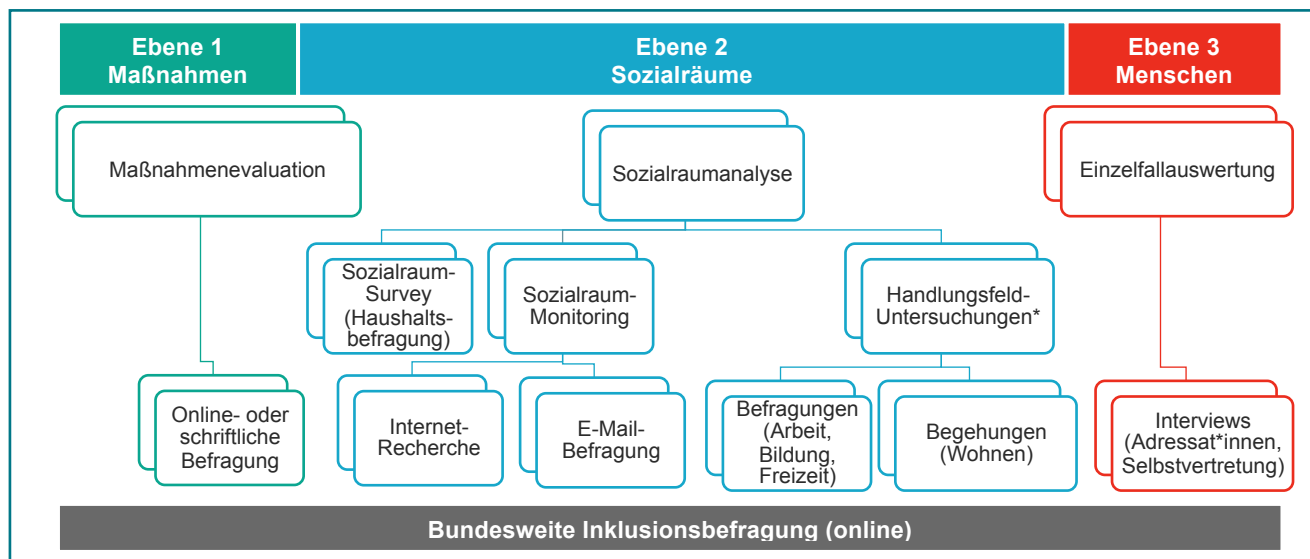 Ebene 1
Maßnahmen
Ebene 2
Sozialräume
Ebene 3
Menschen
Maßnahmenevaluation
Sozialraumanalyse
Einzelfallauswertung
Sozialraum-
Survey
(Haushalts-
befragung)
Sozialraum-
Monitoring
Handlungsfeld-
Untersuchungen*
Online- oder
schriftliche
Befragung
Internet-
Recherche
E-Mail-
Befragung
Befragungen
(Arbeit,
Bildung,
Freizeit)
Begehungen
(Wohnen)
Interviews
(Adressat*innen,
Selbstvertretung)
Bundesweite Inklusionsbefragung (online)